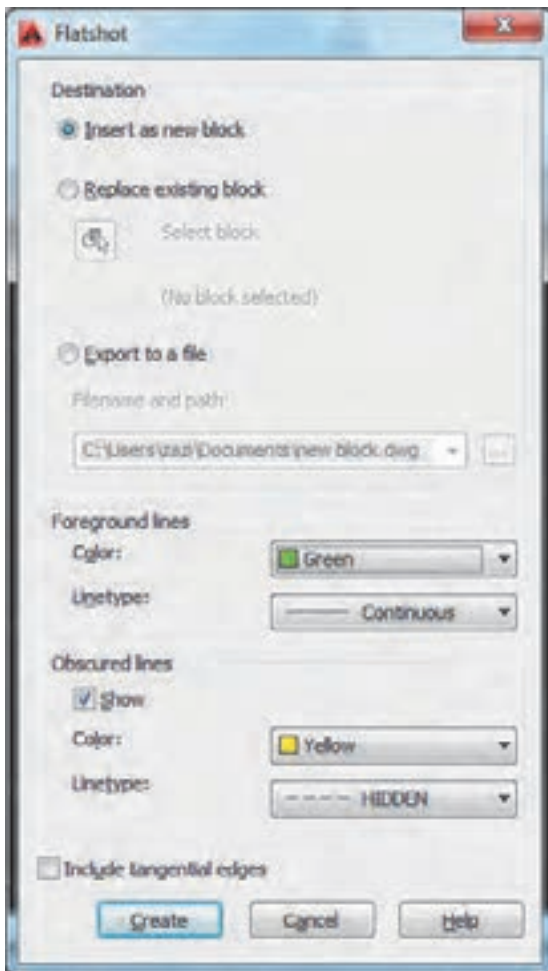 Flatshot
Destination
Insert as new block
Replace existing block
Select block
(No block selected)
Export to a file
Filename and path:
C:\Users\zazi\Documents\new block.dwg
...
Foreground lines
Color:
Green
Linetype:
Continuous
Obscured lines
Show
Color:
Yellow
Linetype:
HIDDEN
Include tangential edges
Create
Cancel
Help